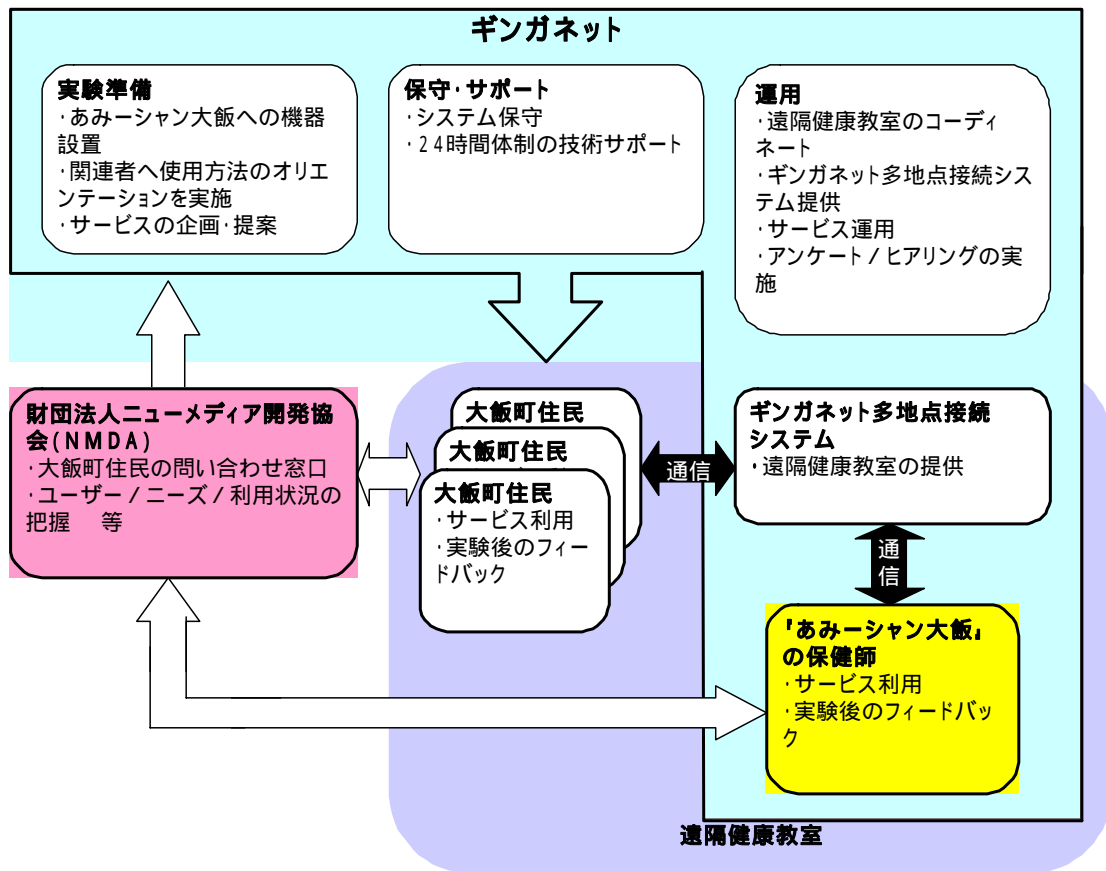 ギンガネット
実験準備
・あみーシャン大飯への機器
設置
・関連者へ使用方法のオリエ
ンテーションを実施
・サービスの企画・提案
保守・サポート
・システム保守
・24時間体制の技術サポート
運用
・遠隔健康教室のコーディ
ネート
・ギンガネット多地点接続シス
テム提供
・サービス運用
・アンケート/ヒアリングの実
施
財団法人ニューメディア開発協
会(NMDA)
・大飯町住民の問い合わせ窓口
・ユーザー/ニーズ/利用状況の
把握 等
大飯町住民
大飯町住民
大飯町住民
・サービス利用
・実験後のフィー
ドバック
通信
ギンガネット多地点接続
システム
・遠隔健康教室の提供
通
信
『あみーシャン大飯』
の保健師
・サービス利用
・実験後のフィードバッ
ク
遠隔健康教室